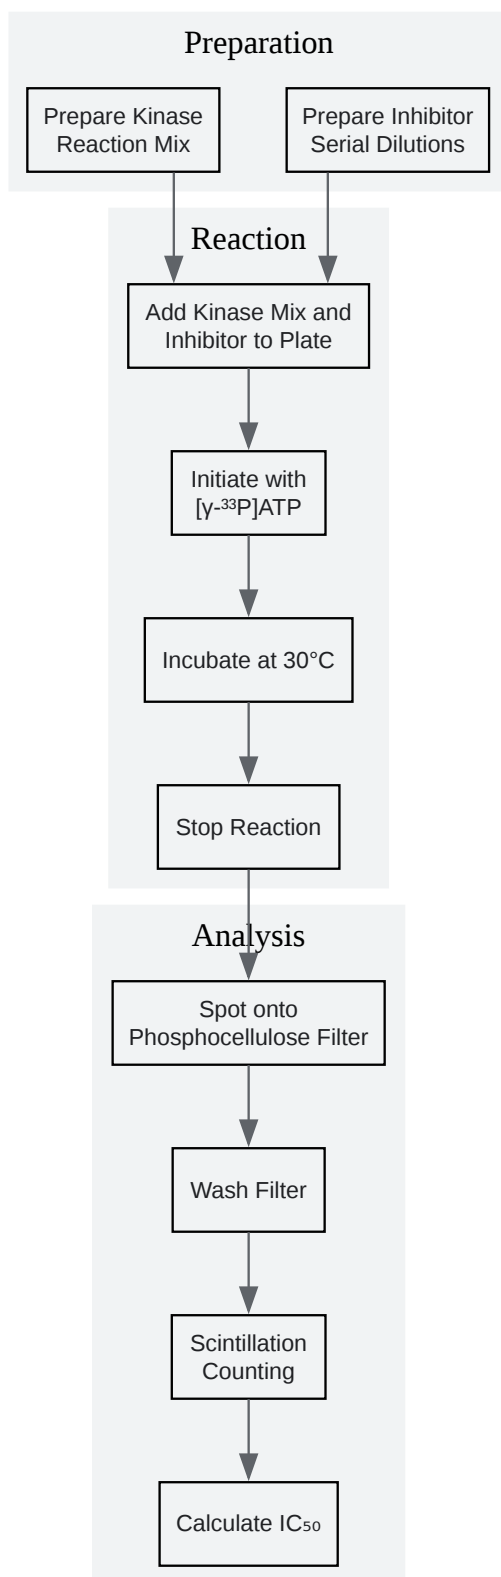 Preparation
Prepare Kinase
Reaction Mix
Prepare Inhibitor
Serial Dilutions
Reaction
Add Kinase Mix and
Inhibitor to Plate
Initiate with
[γ-³³P]ATP
Incubate at 30°C
Stop Reaction
Analysis
Spot onto
Phosphocellulose Filter
Wash Filter
Scintillation
Counting
Calculate IC₅₀